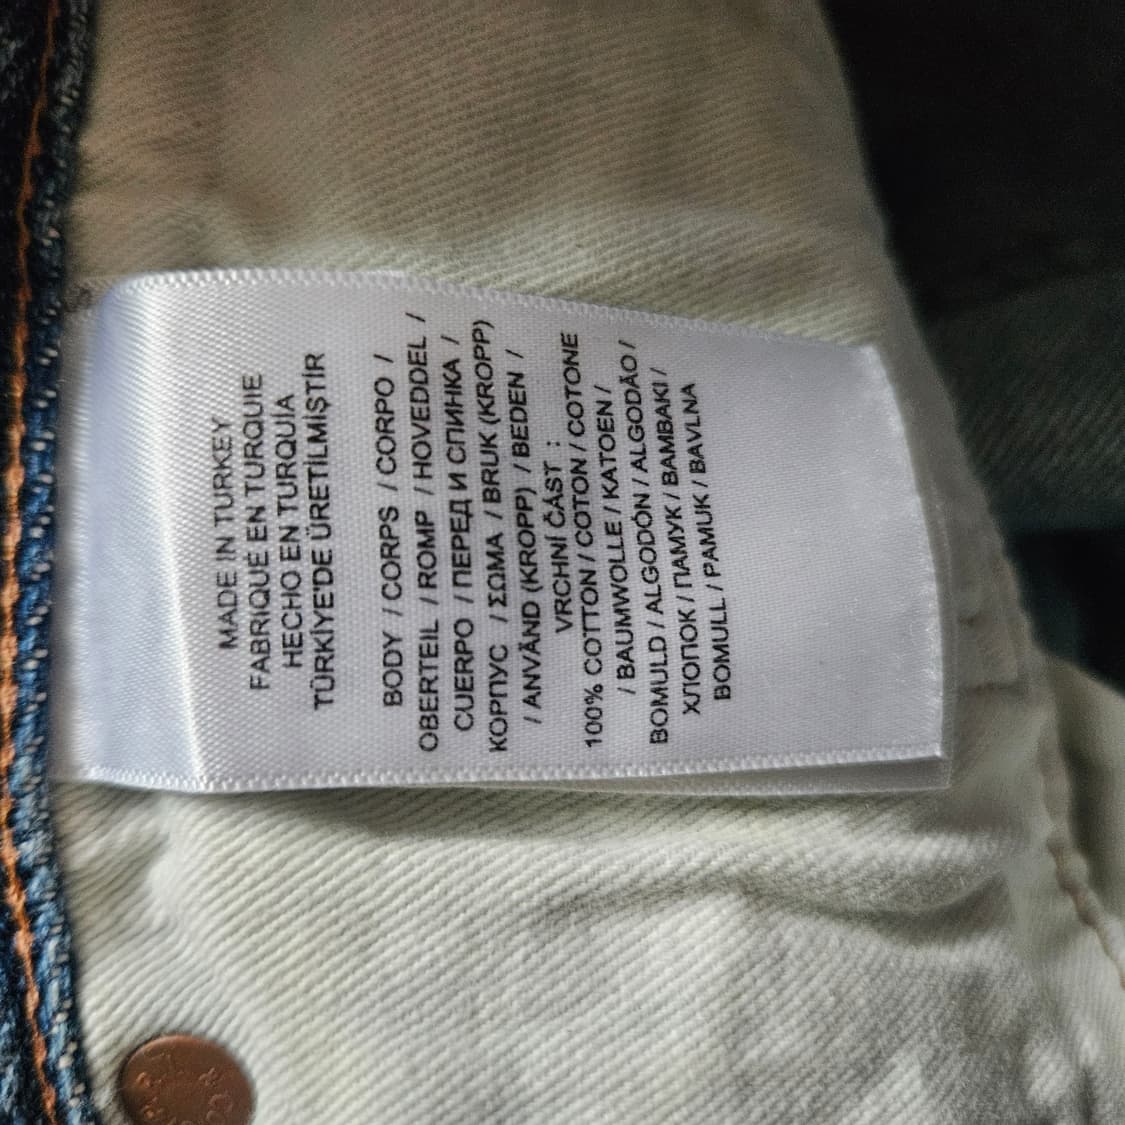 MADE IN TURKEY
FABRIQUÉ EN TURQUIE
HECHO EN TURQUÍA
TÜRKİYE'DE ÜRETİLMİŞTİR
BODY / CORPS / CORPO /
OBERTEIL / ROMP / HOVEDDEL /
CUERPO / ПЕРЕД И СПИНКА /
КОРПУС / ΣΩΜΑ / BRUK (KROPP)
/ ANVÄND (KROPP) / BEDEN /
VRCHNÍ ČÁST :
100% COTTON / COTON / COTONE
/ BAUMWOLLE / KATOEN /
BOMULD / ALGODÓN / ALGODÃO /
ХЛОПОК / ПАМУК / BAMBAKI /
BOMULL / PAMUK / BAVLNA